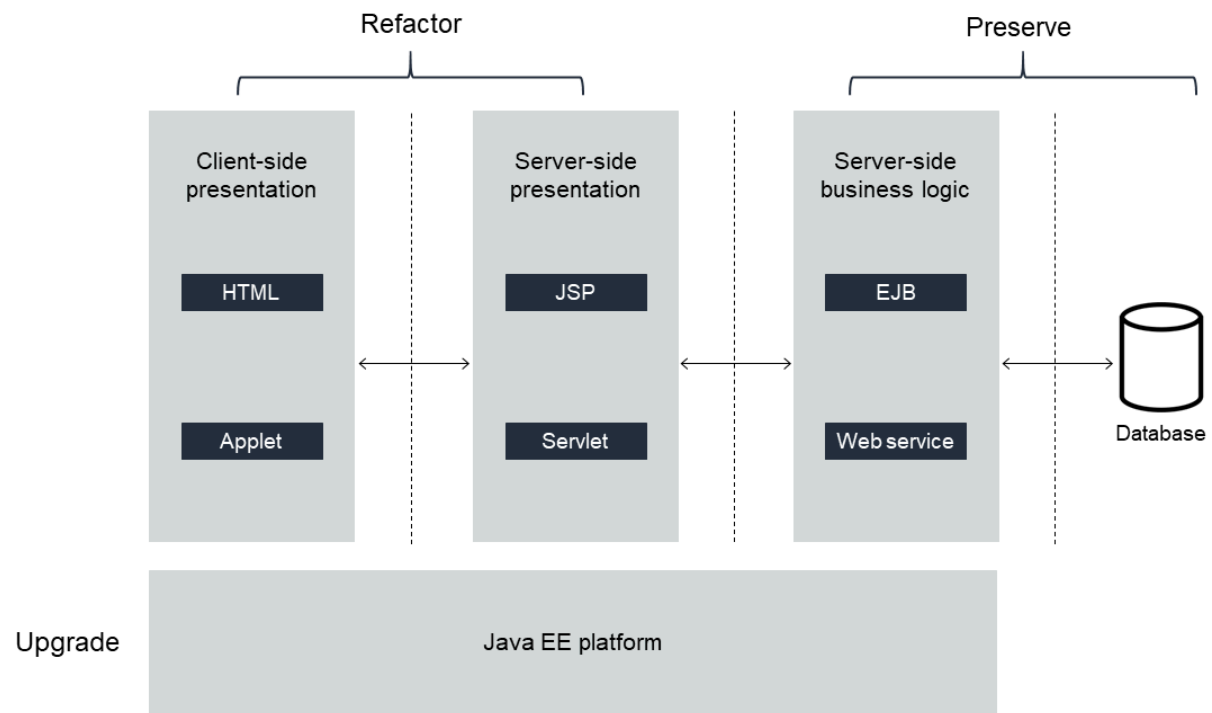 Refactor
Preserve
Client-side
presentation
Server-side
presentation
Server-side
business logic
HTML
JSP
EJB
Applet
Servlet
Web service
Database
Upgrade
Java EE platform